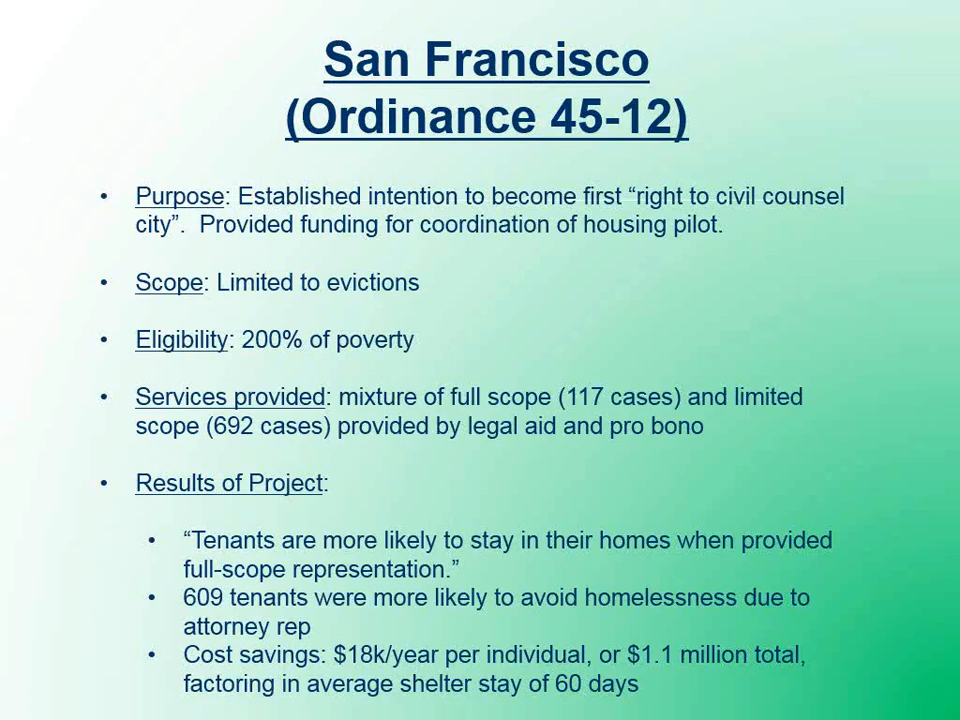 San Francisco
(Ordinance 45-12)
• Purpose: Established intention to become first “right to civil counsel
city”.  Provided funding for coordination of housing pilot.
• Scope: Limited to evictions
• Eligibility: 200% of poverty
• Services provided: mixture of full scope (117 cases) and limited
scope (692 cases) provided by legal aid and pro bono
• Results of Project:
• “Tenants are more likely to stay in their homes when provided
full-scope representation.”
• 609 tenants were more likely to avoid homelessness due to
attorney rep
• Cost savings: $18k/year per individual, or $1.1 million total,
factoring in average shelter stay of 60 days